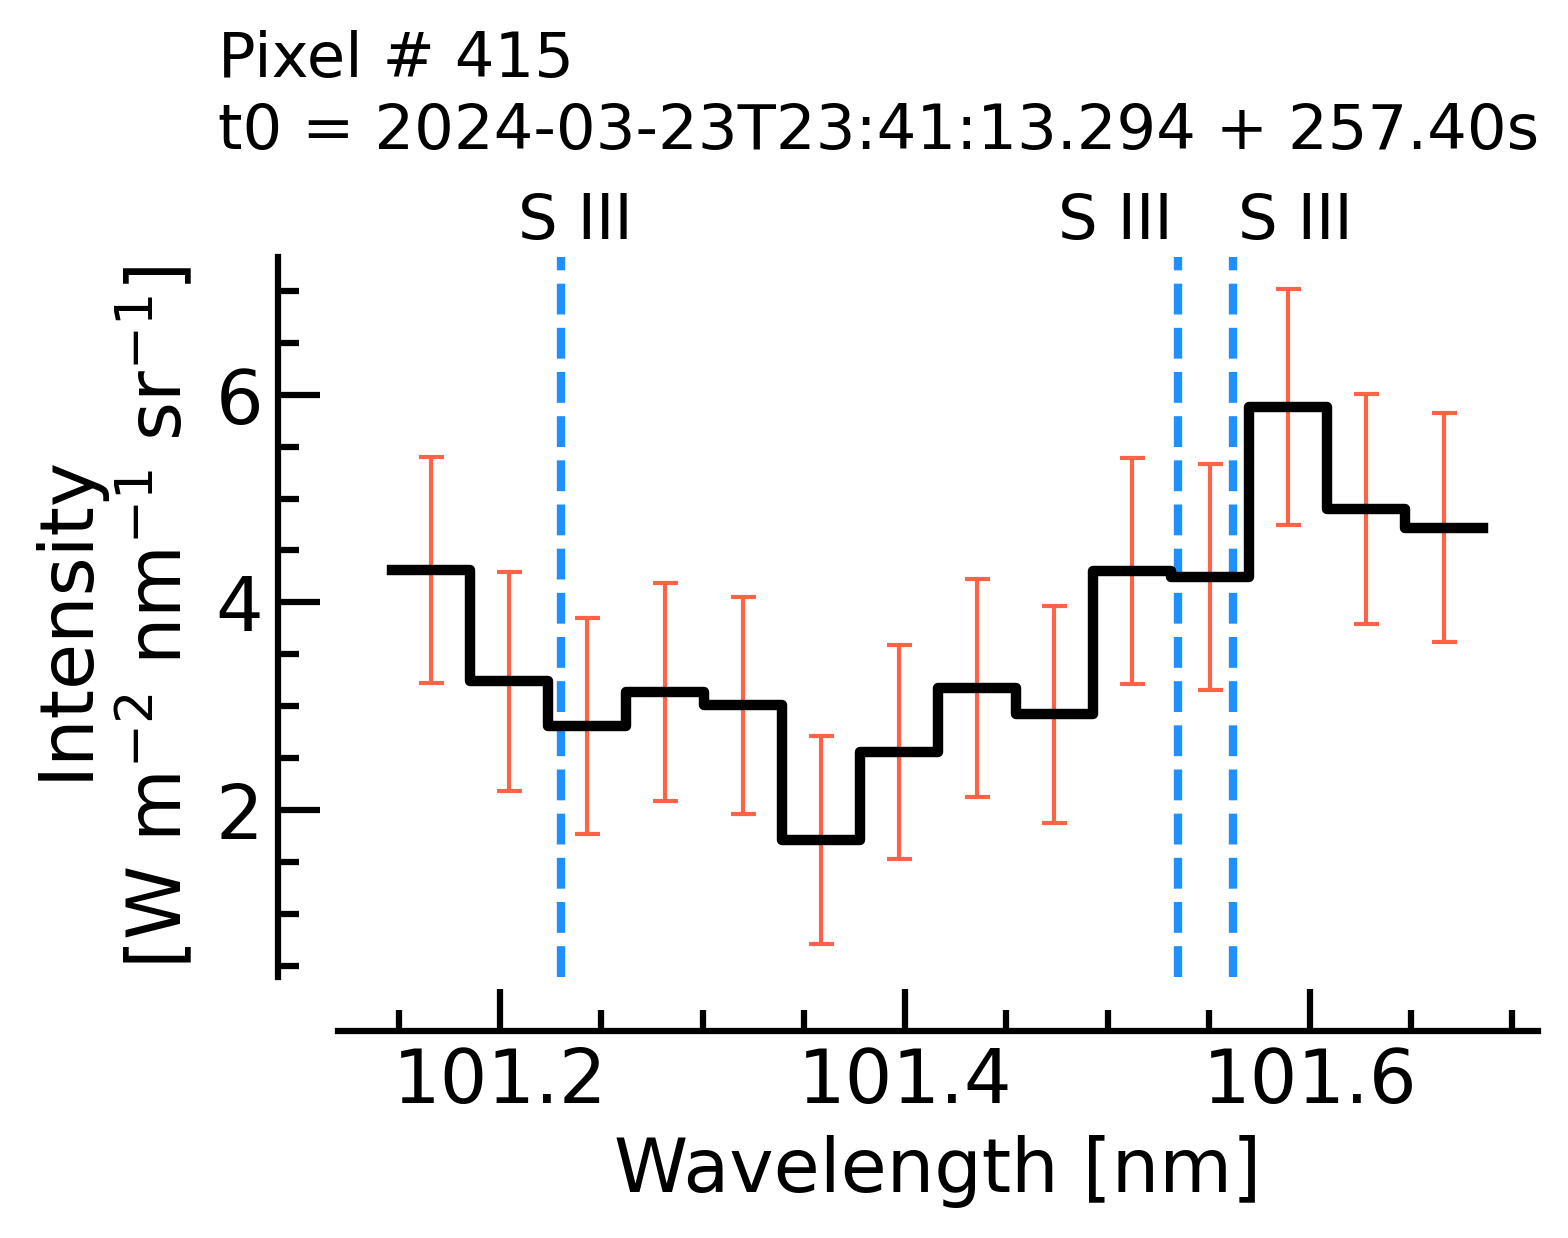 Pixel # 415
t0 = 2024-03-23T23:41:13.294 + 257.40s
S III S III S III
Intensity
[W m⁻² nm⁻¹ sr⁻¹]
6
4
2
101.2 101.4 101.6
Wavelength [nm]